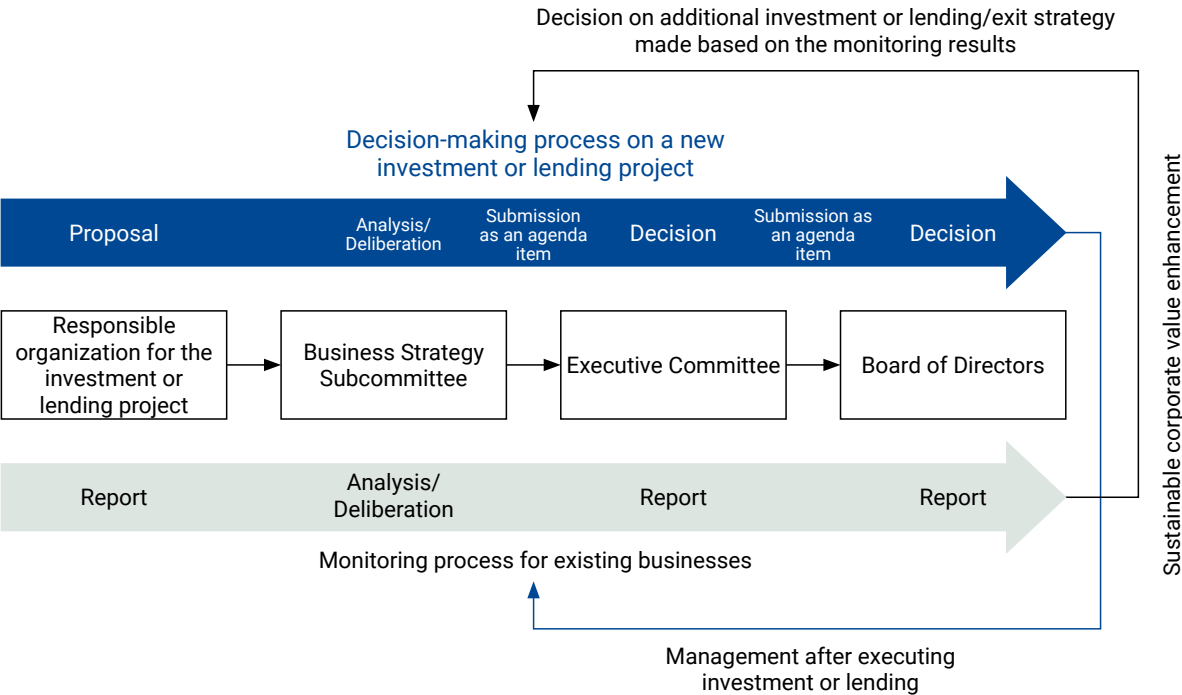 Decision on additional investment or lending/exit strategy
made based on the monitoring results
Decision-making process on a new
investment or lending project
Proposal
Analysis/
Deliberation
Submission
as an agenda
item
Decision
Submission as
an agenda
item
Decision
Responsible
organization for the
investment or
lending project
Business Strategy
Subcommittee
Executive Committee
Board of Directors
Report
Analysis/
Deliberation
Report
Report
Monitoring process for existing businesses
Management after executing
investment or lending
Sustainable corporate value enhancement